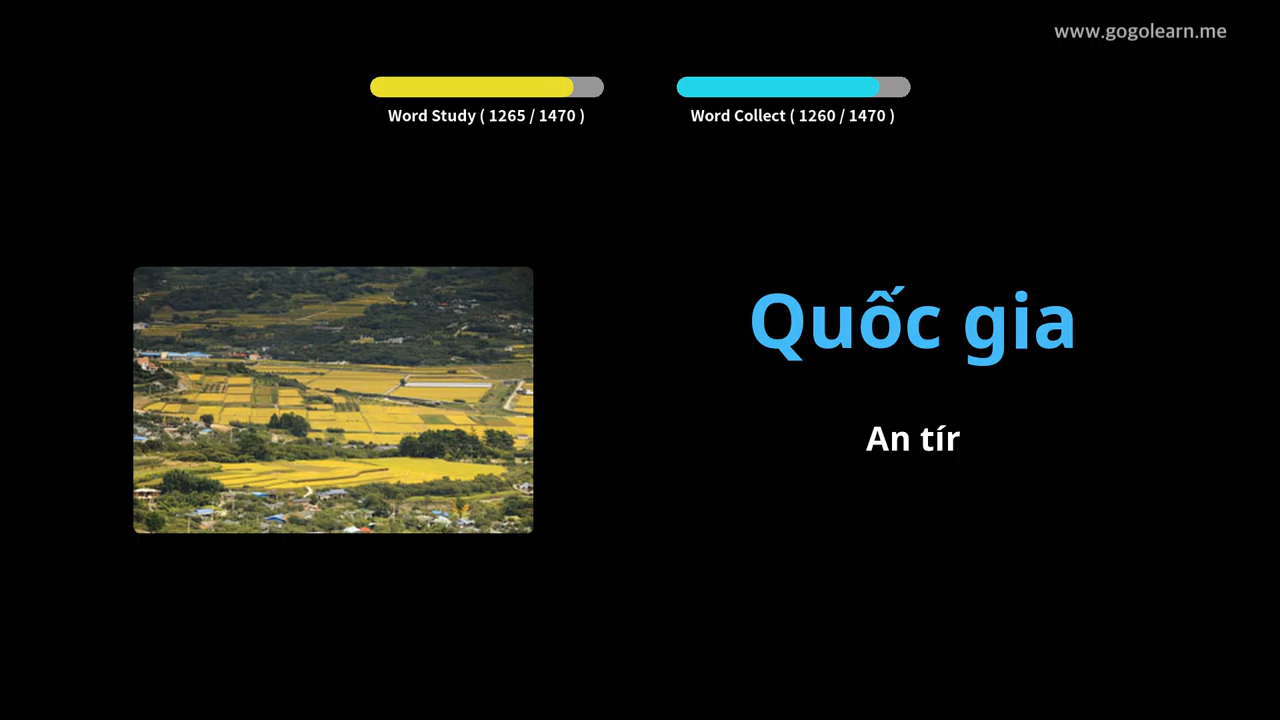 www.gogolearn.me
Word Study ( 1265 / 1470 )
Word Collect ( 1260 / 1470 )
Quốc gia
An tír